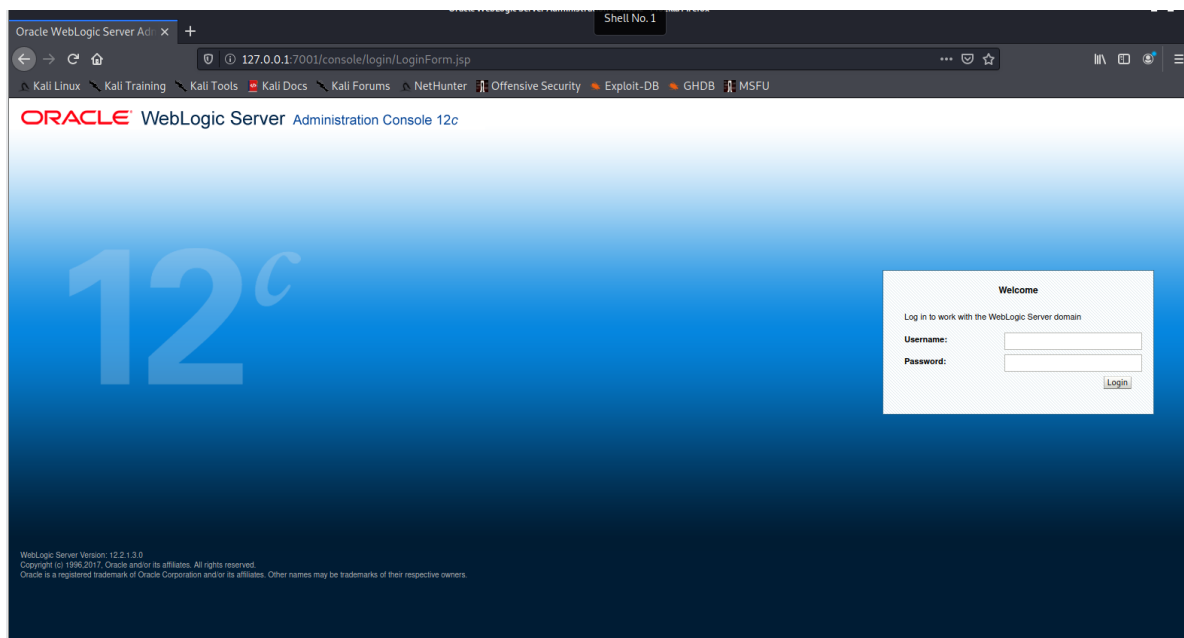 Shell No. 1
Oracle WebLogic Server Adm
127.0.0.1:7001/console/login/LoginForm.jsp
Kali Linux Kali Training Kali Tools Kali Docs Kali Forums NetHunter Offensive Security Exploit-DB GHDB MSFU
ORACLE WebLogic Server Administration Console 12c
12c
Welcome
Log in to work with the WebLogic Server domain
Username:
Password:
Login
WebLogic Server Version: 12.2.1.3.0
Copyright (c) 1996,2017, Oracle and/or its affiliates. All rights reserved.
Oracle is a registered trademark of Oracle Corporation and/or its affiliates. Other names may be trademarks of their respective owners.